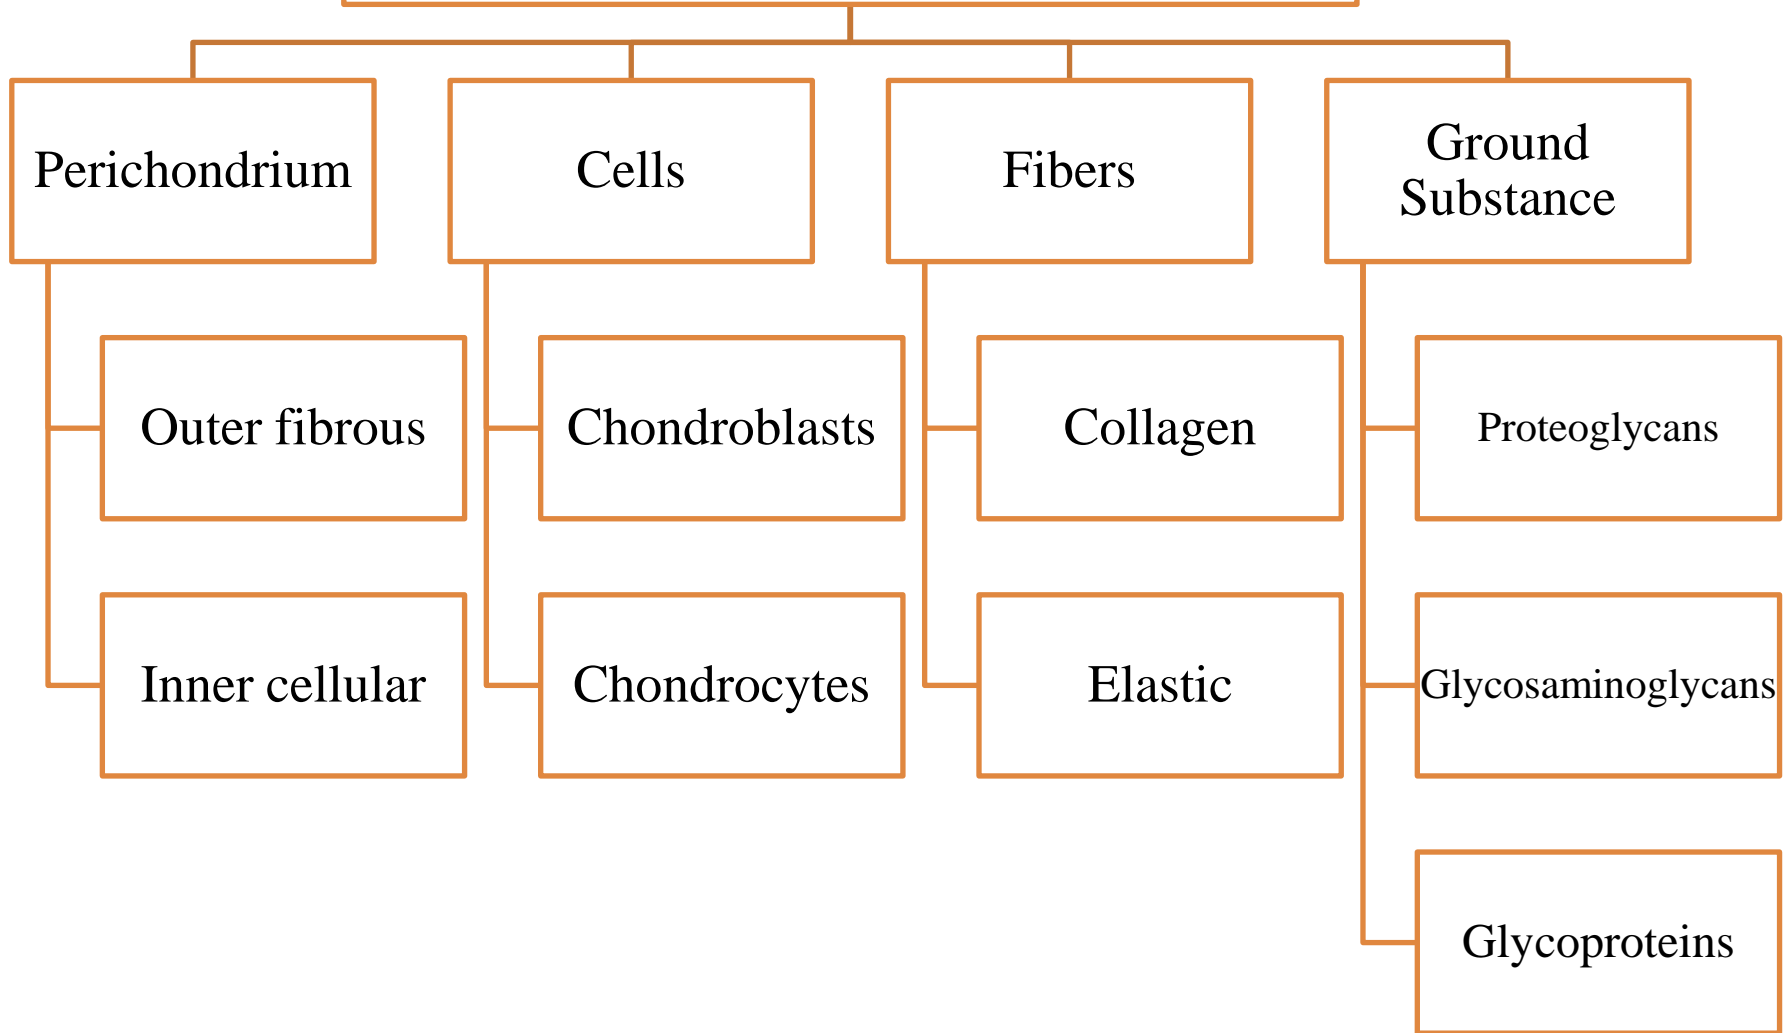 Perichondrium
Cells
Fibers
Ground
Substance
Outer fibrous
Chondroblasts
Collagen
Proteoglycans
Inner cellular
Chondrocytes
Elastic
Glycosaminoglycans
Glycoproteins